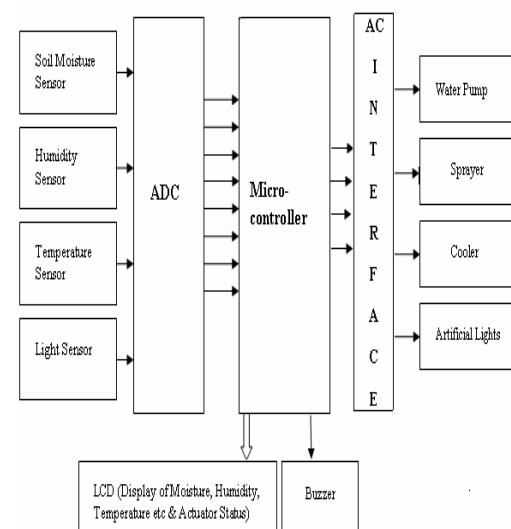 Soil Moisture
Sensor
Humidity
Sensor
Temperature
Sensor
Light Sensor
ADC
Micro-
controller
AC
I
N
T
E
R
F
A
C
E
Water Pump
Sprayer
Cooler
Artificial Lights
LCD (Display of Moisture, Humidity,
Temperature etc & Actuator Status)
Buzzer